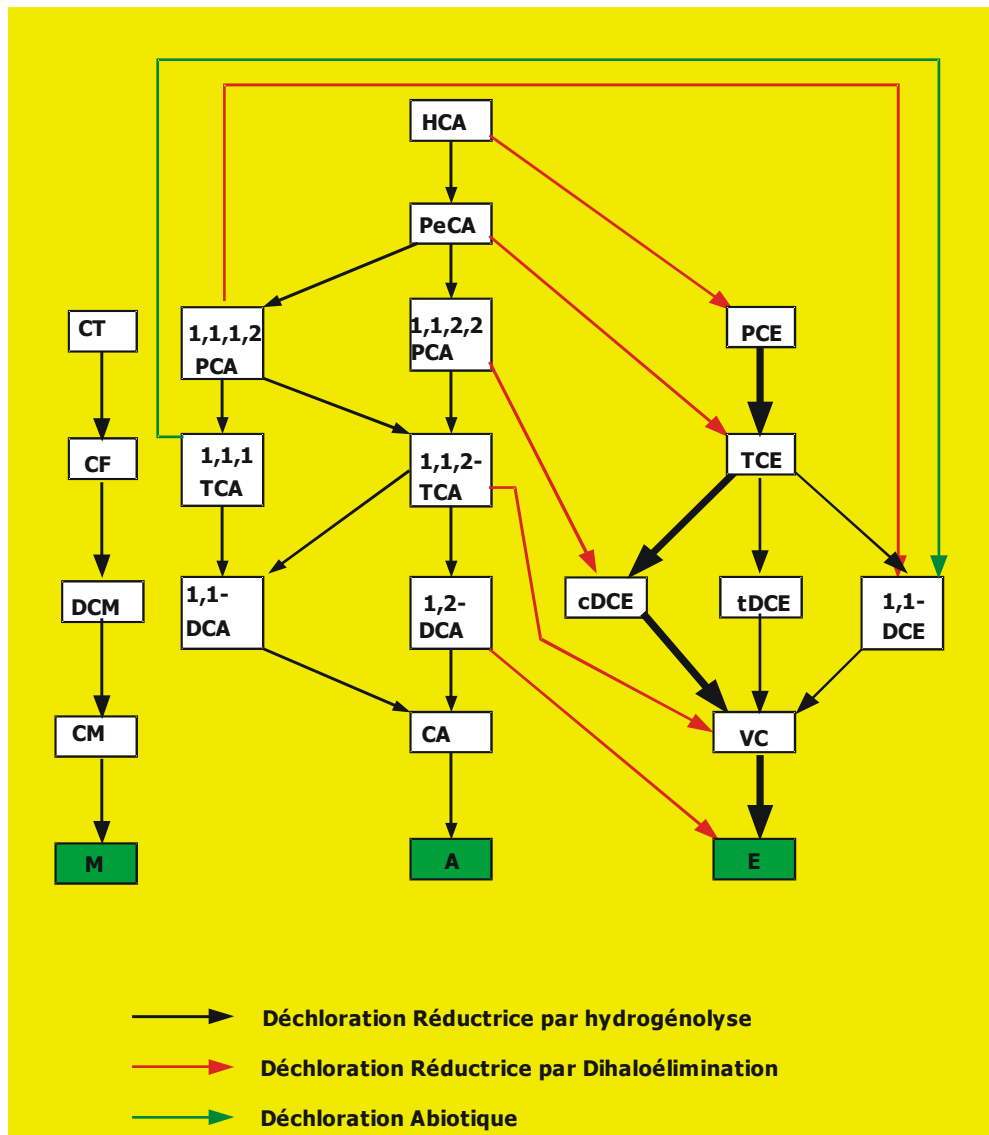 HCA
PeCA
CT
1,1,1,2
PCA
1,1,2,2
PCA
PCE
CF
1,1,1
TCA
1,1,2-
TCA
TCE
DCM
1,1-
DCA
1,2-
DCA
cDCE
tDCE
1,1-
DCE
CM
CA
VC
M
A
E
Déchloration Réductrice par hydrogénolyse
Déchloration Réductrice par Dihaloélimination
Déchloration Abiotique